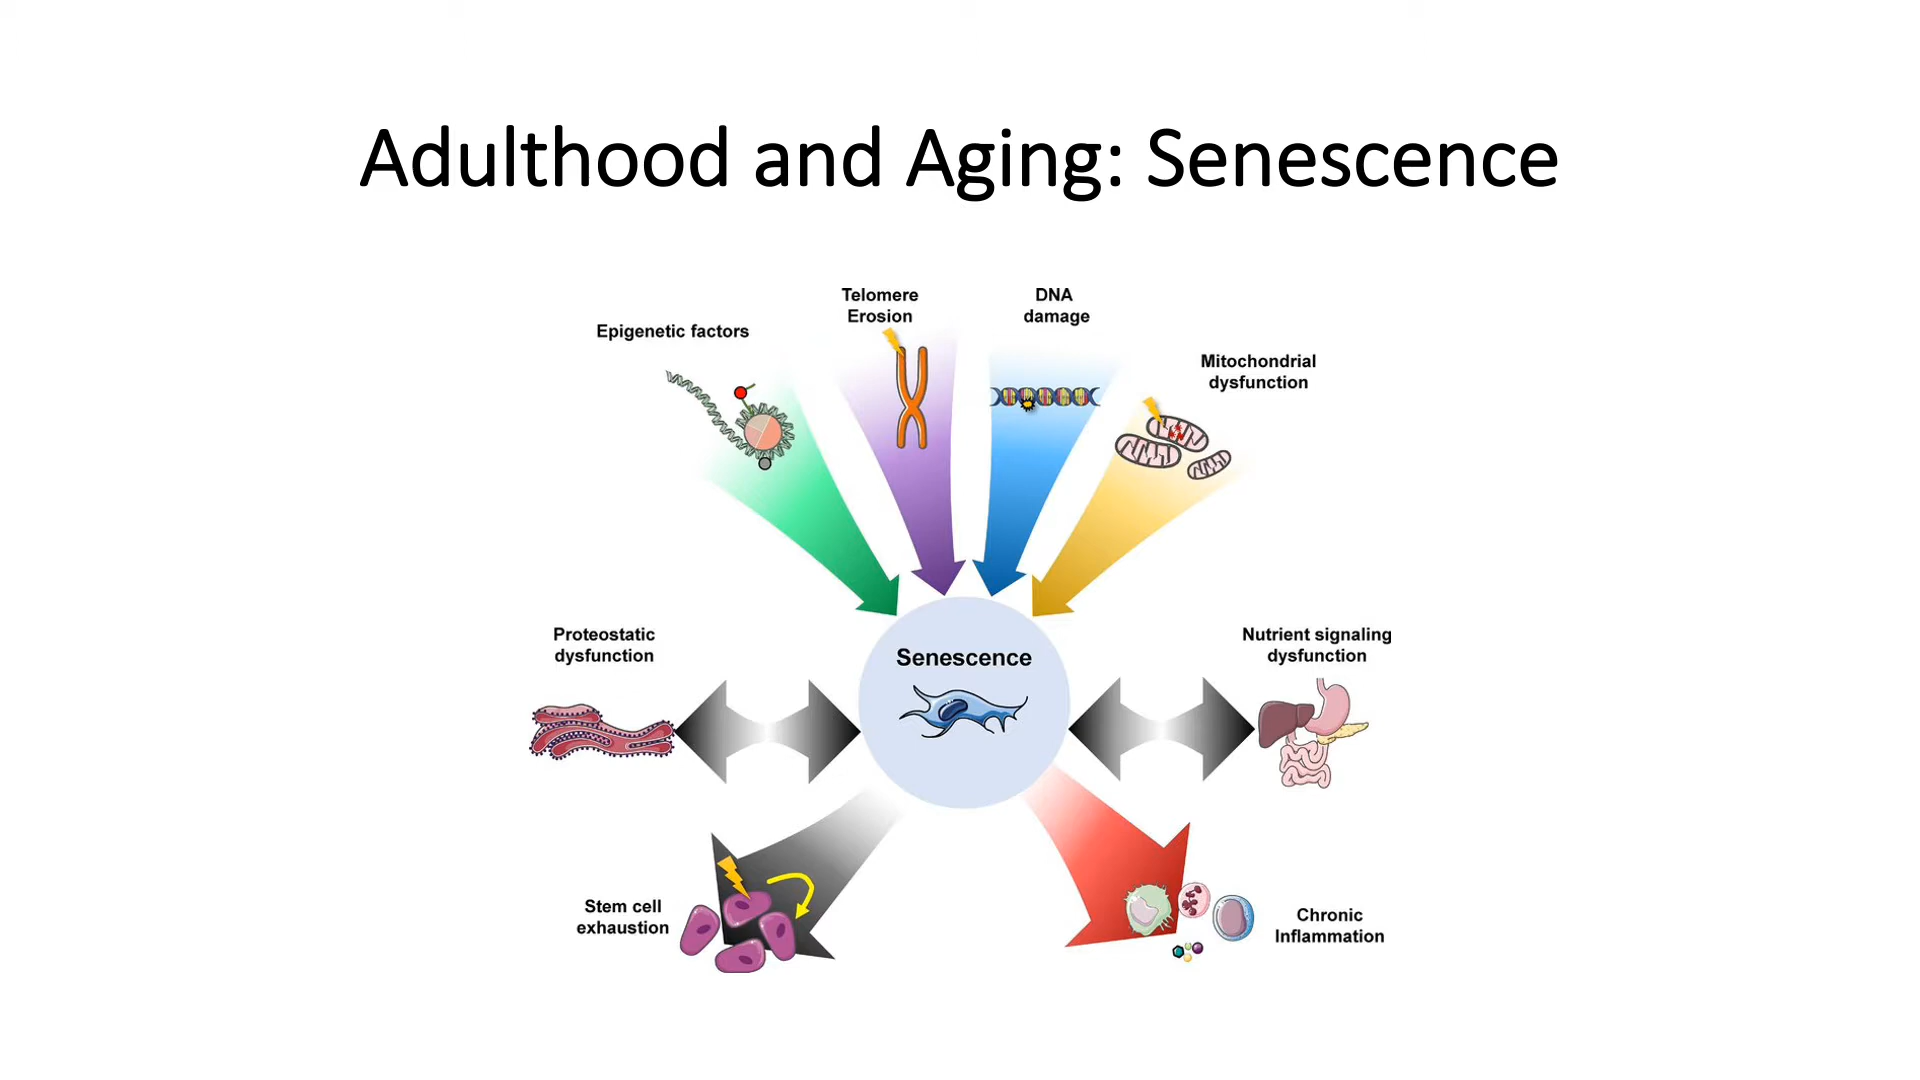 Adulthood and Aging: Senescence
Epigenetic factors
Telomere
Erosion
DNA
damage
Mitochondrial
dysfunction
Proteostatic
dysfunction
Senescence
Nutrient signaling
dysfunction
Stem cell
exhaustion
Chronic
Inflammation